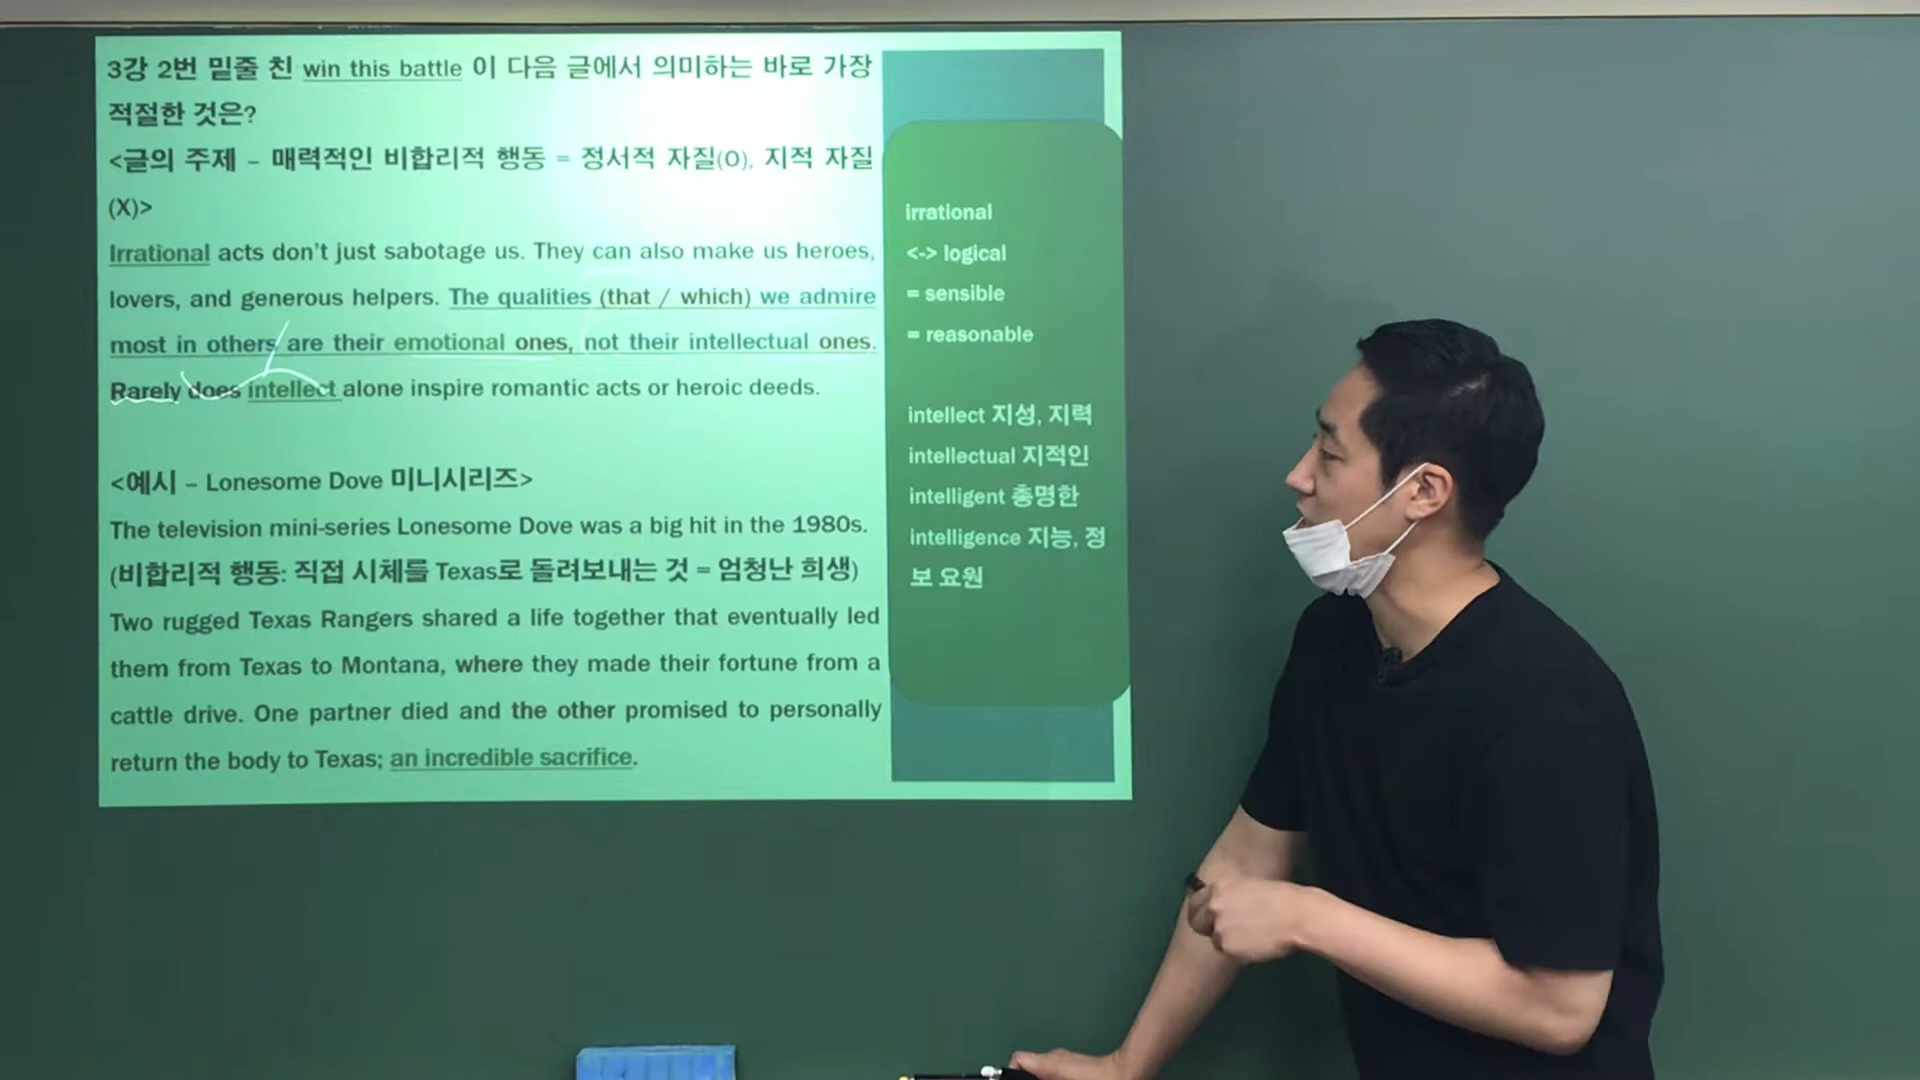 3강 2번 밑줄 친 win this battle 이 다음 글에서 의미하는 바로 가장
적절한 것은?
<글의 주제 – 매력적인 비합리적 행동 = 정서적 자질(O), 지적 자질
(X)>
Irrational acts don't just sabotage us. They can also make us heroes,
lovers, and generous helpers. The qualities (that / which) we admire
most in others are their emotional ones, not their intellectual ones.
Rarely does intellect alone inspire romantic acts or heroic deeds.
<예시 – Lonesome Dove 미니시리즈>
The television mini-series Lonesome Dove was a big hit in the 1980s.
(비합리적 행동: 직접 시체를 Texas로 돌려보내는 것 = 엄청난 희생)
Two rugged Texas Rangers shared a life together that eventually led
them from Texas to Montana, where they made their fortune from a
cattle drive. One partner died and the other promised to personally
return the body to Texas; an incredible sacrifice.
irrational
<-> logical
= sensible
= reasonable
intellect 지성, 지력
intellectual 지적인
intelligent 총명한
intelligence 지능, 정
보 요원